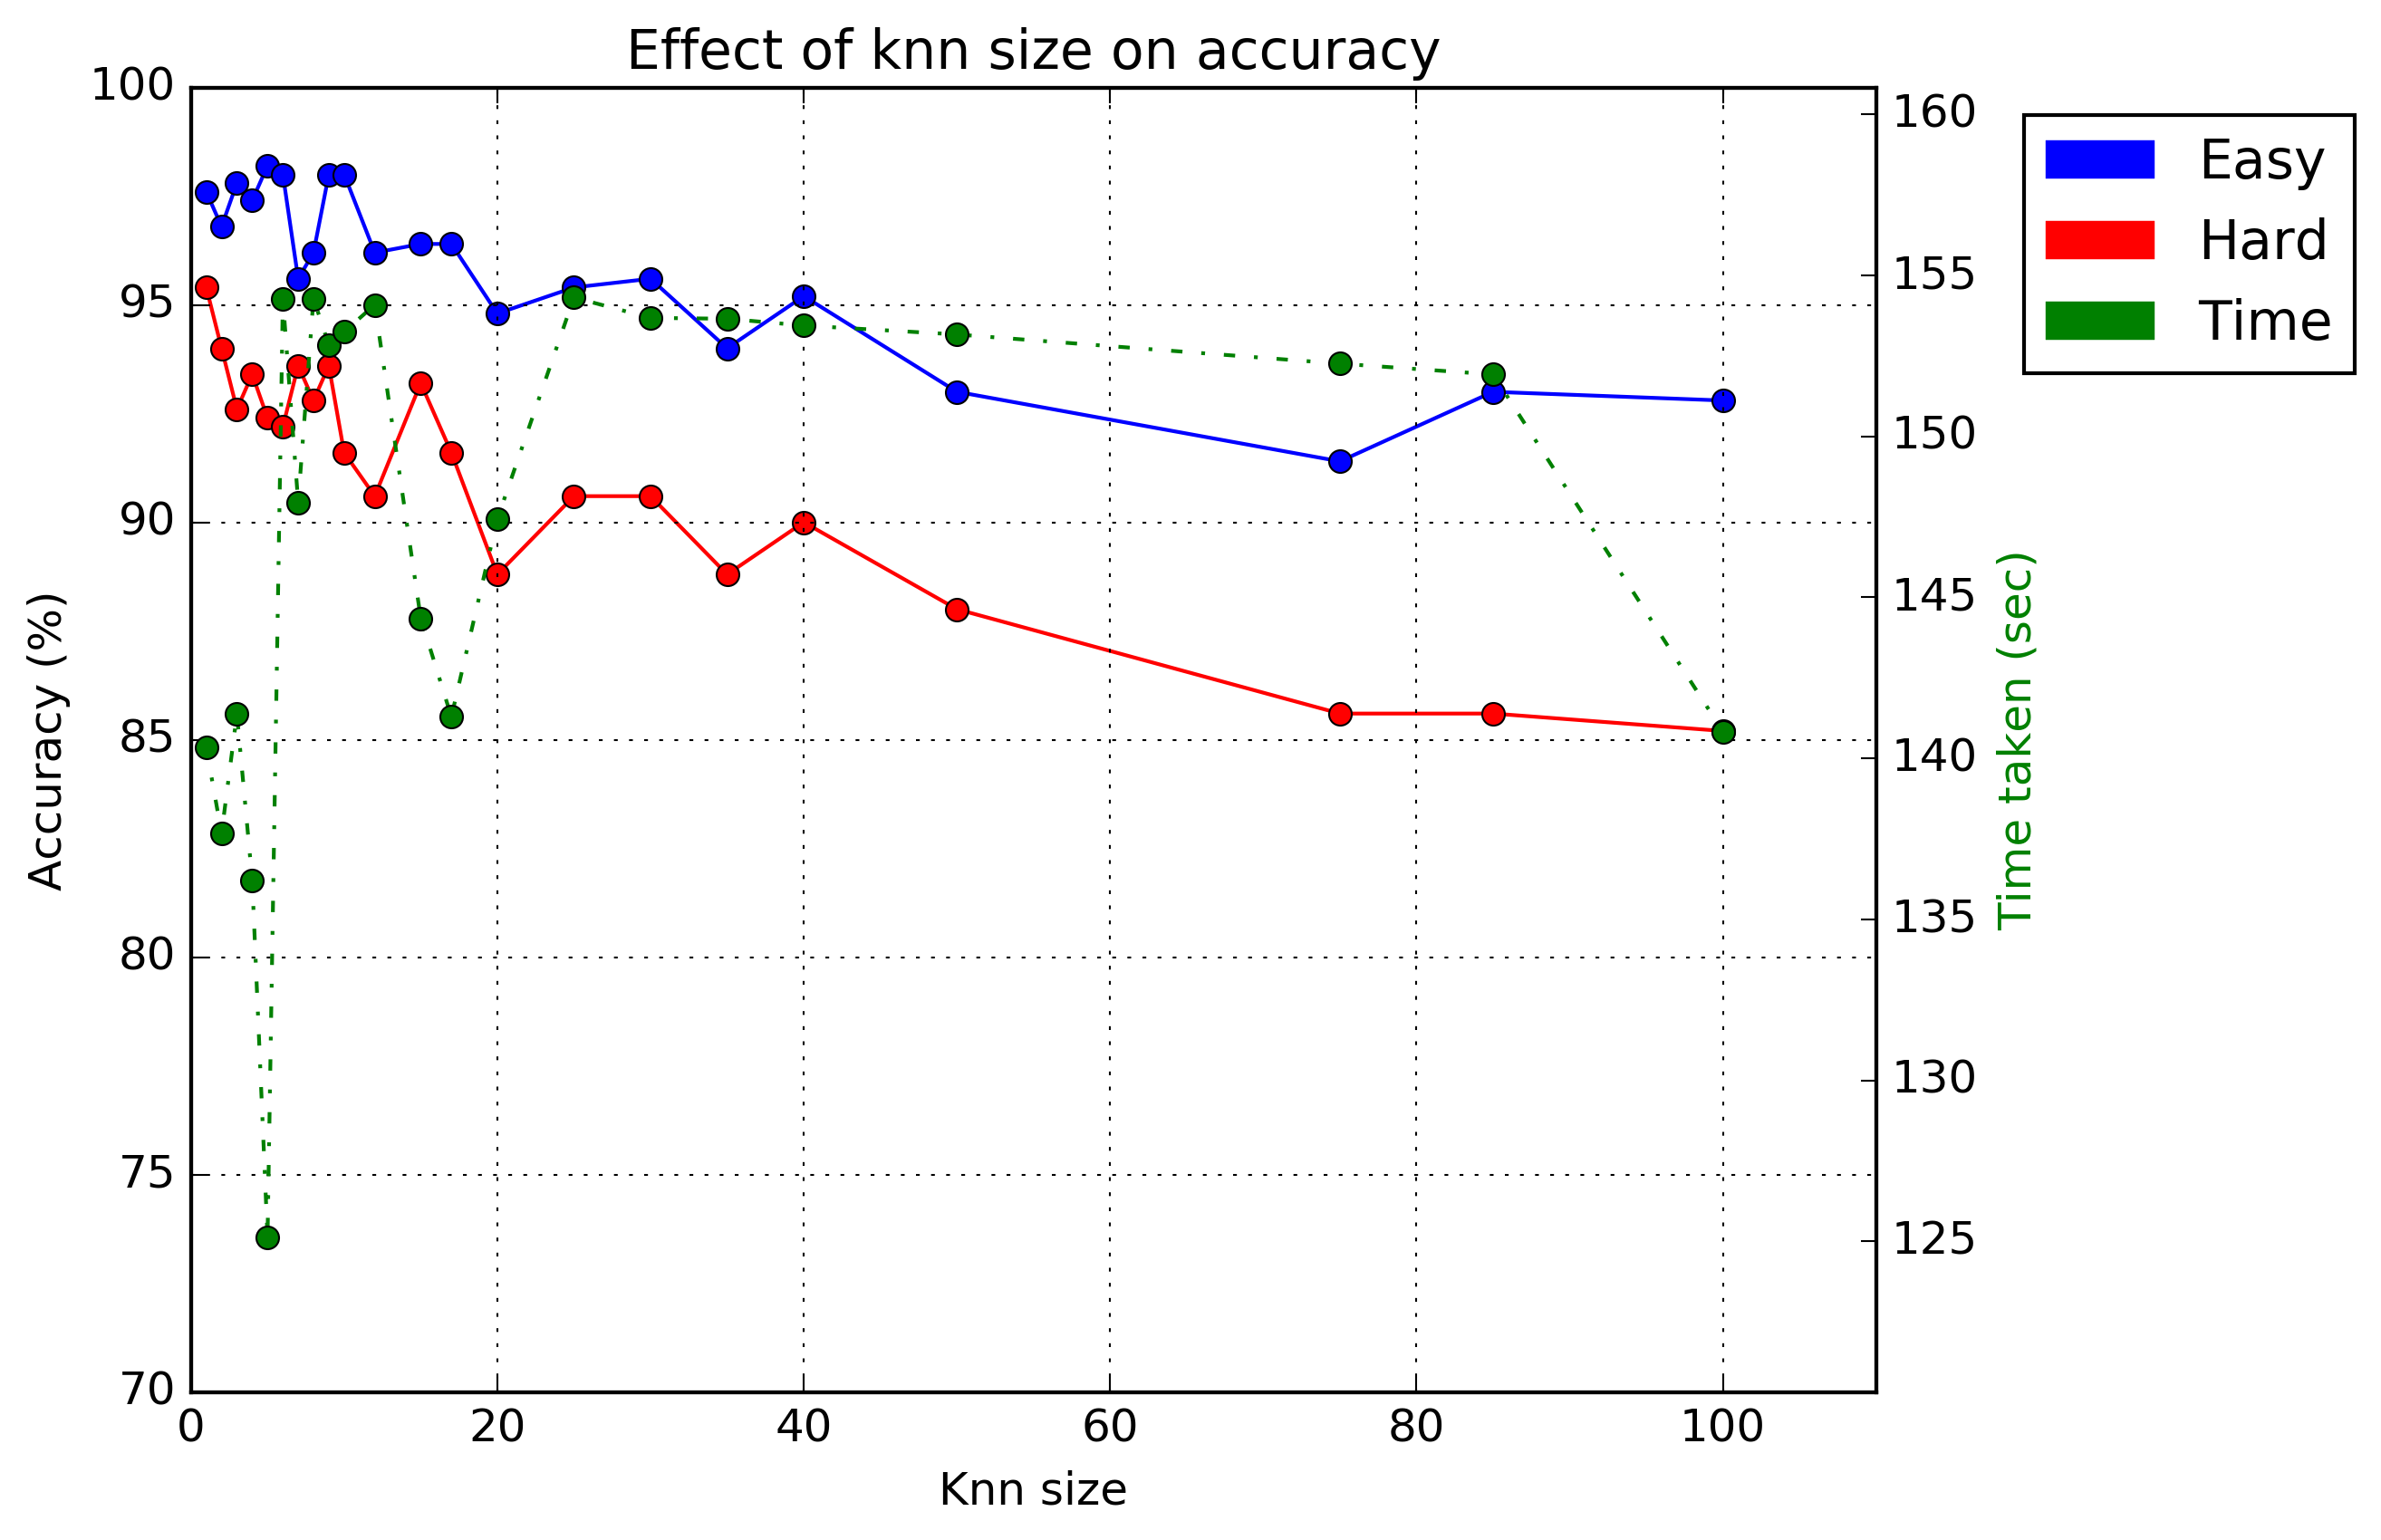 Effect of knn size on accuracy
100
95
90
85
80
75
70
Accuracy (%)
0 20 40 60 80 100
Knn size
160
155
150
145
140
135
130
125
Time taken (sec)
Easy
Hard
Time